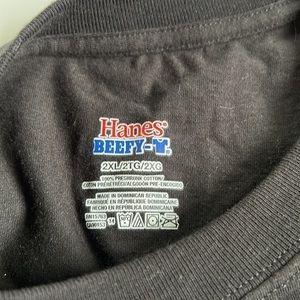 Hanes®
BEEFY-T®
2XL/2TG/2XG
100% PRESHRUNK COTTON/
COTON PRÉRÉTRÉCI/ALGODÓN PRE-ENCOGIDO
MADE IN DOMINICAN REPUBLIC
FABRIQUÉ EN RÉPUBLIQUE DOMINICAINE
HECHO EN REPÚBLICA DOMINICANA
RN15763